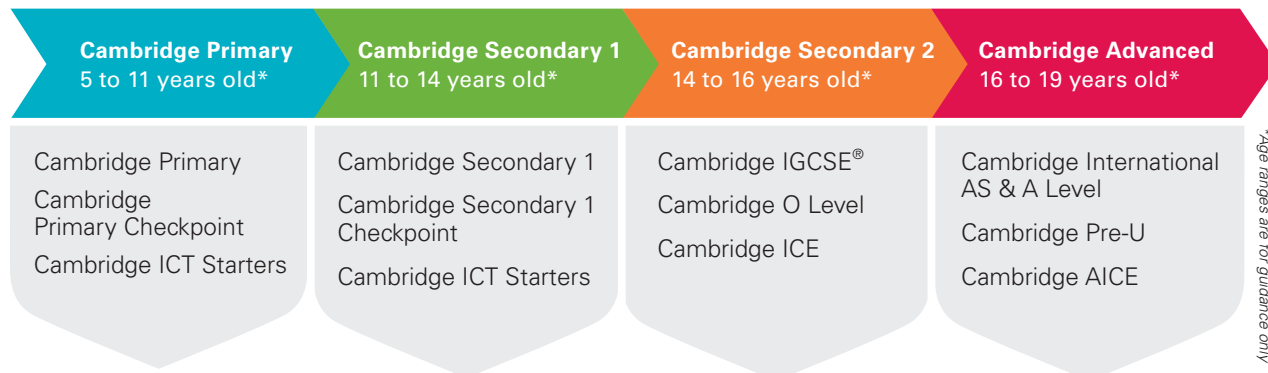 Cambridge Primary
5 to 11 years old*
Cambridge Secondary 1
11 to 14 years old*
Cambridge Secondary 2
14 to 16 years old*
Cambridge Advanced
16 to 19 years old*
Cambridge Primary
Cambridge
Primary Checkpoint
Cambridge ICT Starters
Cambridge Secondary 1
Cambridge Secondary 1
Checkpoint
Cambridge ICT Starters
Cambridge IGCSE®
Cambridge O Level
Cambridge ICE
Cambridge International
AS & A Level
Cambridge Pre-U
Cambridge AICE
*Age ranges are for guidance only